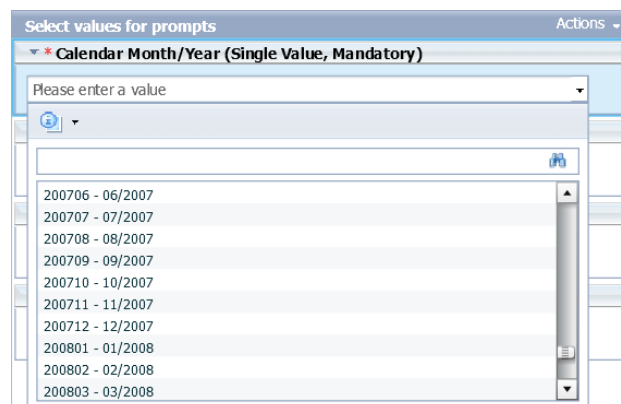 Select values for prompts Actions
* Calendar Month/Year (Single Value, Mandatory)
Please enter a value
200706 - 06/2007
200707 - 07/2007
200708 - 08/2007
200709 - 09/2007
200710 - 10/2007
200711 - 11/2007
200712 - 12/2007
200801 - 01/2008
200802 - 02/2008
200803 - 03/2008